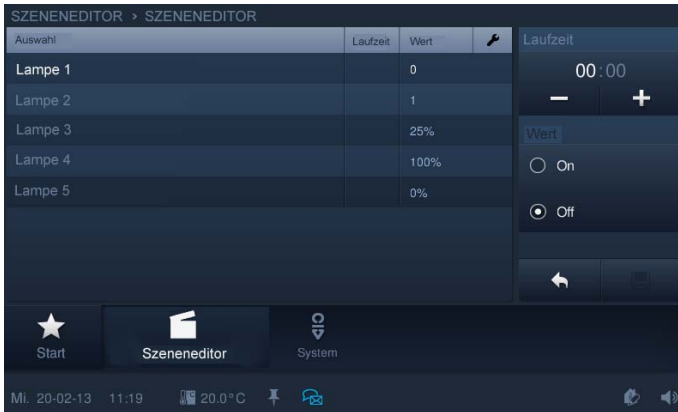 SZENENEDITOR > SZENENEDITOR
Auswahl Laufzeit Wert
Laufzeit
Lampe 1 0
00:00
Lampe 2 1
Lampe 3 25%
Wert
Lampe 4 100%
On
Lampe 5 0%
Off
Start Szeneneditor System
Mi. 20-02-13 11:19 20.0°C